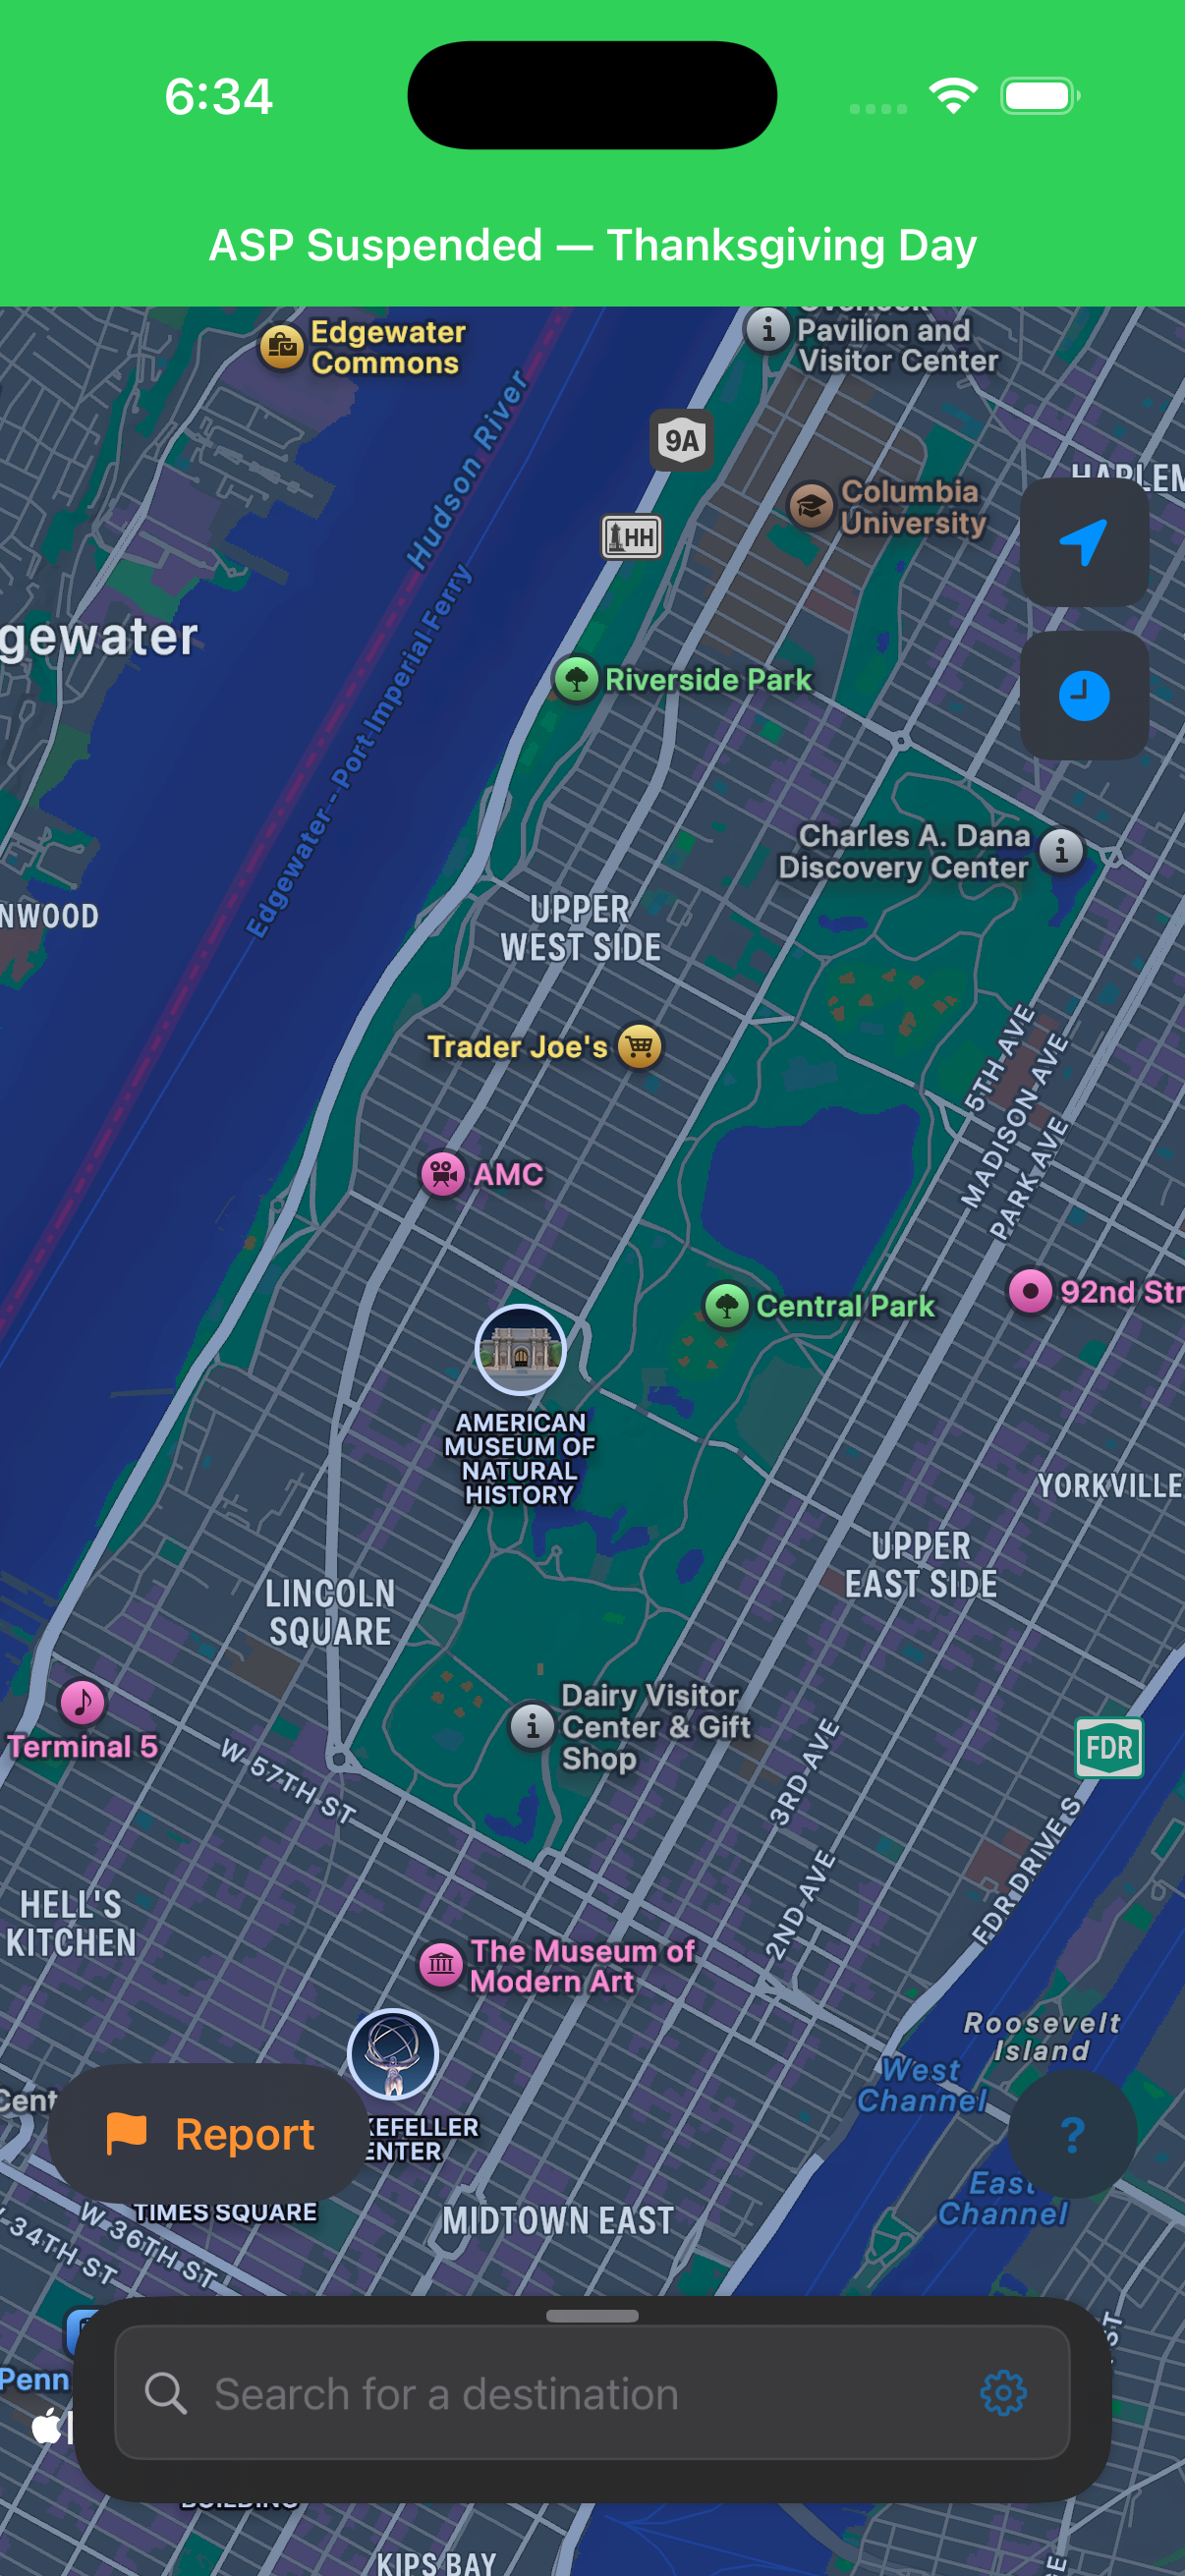 6:34
ASP Suspended — Thanksgiving Day
Edgewater
Commons
Pavilion and
Visitor Center
Hudson River
9A
HH
Columbia
University
Edgewater - Port Imperial Ferry
Riverside Park
Charles A. Dana
Discovery Center
UPPER
WEST SIDE
Trader Joe's
5TH AVE
MADISON AVE
PARK AVE
AMC
Central Park
AMERICAN
MUSEUM OF
NATURAL
HISTORY
YORKVILLE
UPPER
EAST SIDE
LINCOLN
SQUARE
Dairy Visitor
Center & Gift
Shop
Terminal 5
W 57TH ST
3RD AVE
FDR
2ND AVE
FDR DRIVE S
HELL'S
KITCHEN
The Museum of
Modern Art
Roosevelt
Island
West
Channel
Report
?
East
Channel
TIMES SQUARE
W 36TH ST
34TH ST
MIDTOWN EAST
Penn
Search for a destination
KIPS BAY